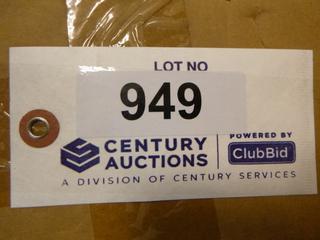 LOT NO
949
CENTURY
AUCTIONS
POWERED BY
ClubBid
A DIVISION OF CENTURY SERVICES